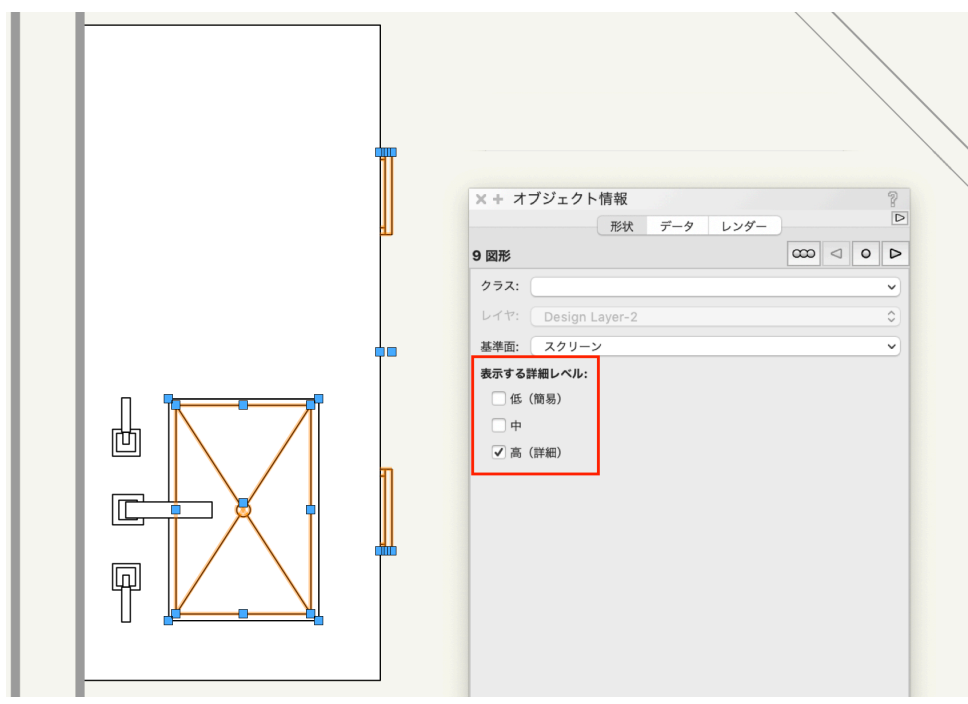 オブジェクト情報
形状 データ レンダー
9 図形
クラス:
レイヤ: Design Layer-2
基準面: スクリーン
表示する詳細レベル:
低（簡易）
中
高（詳細）